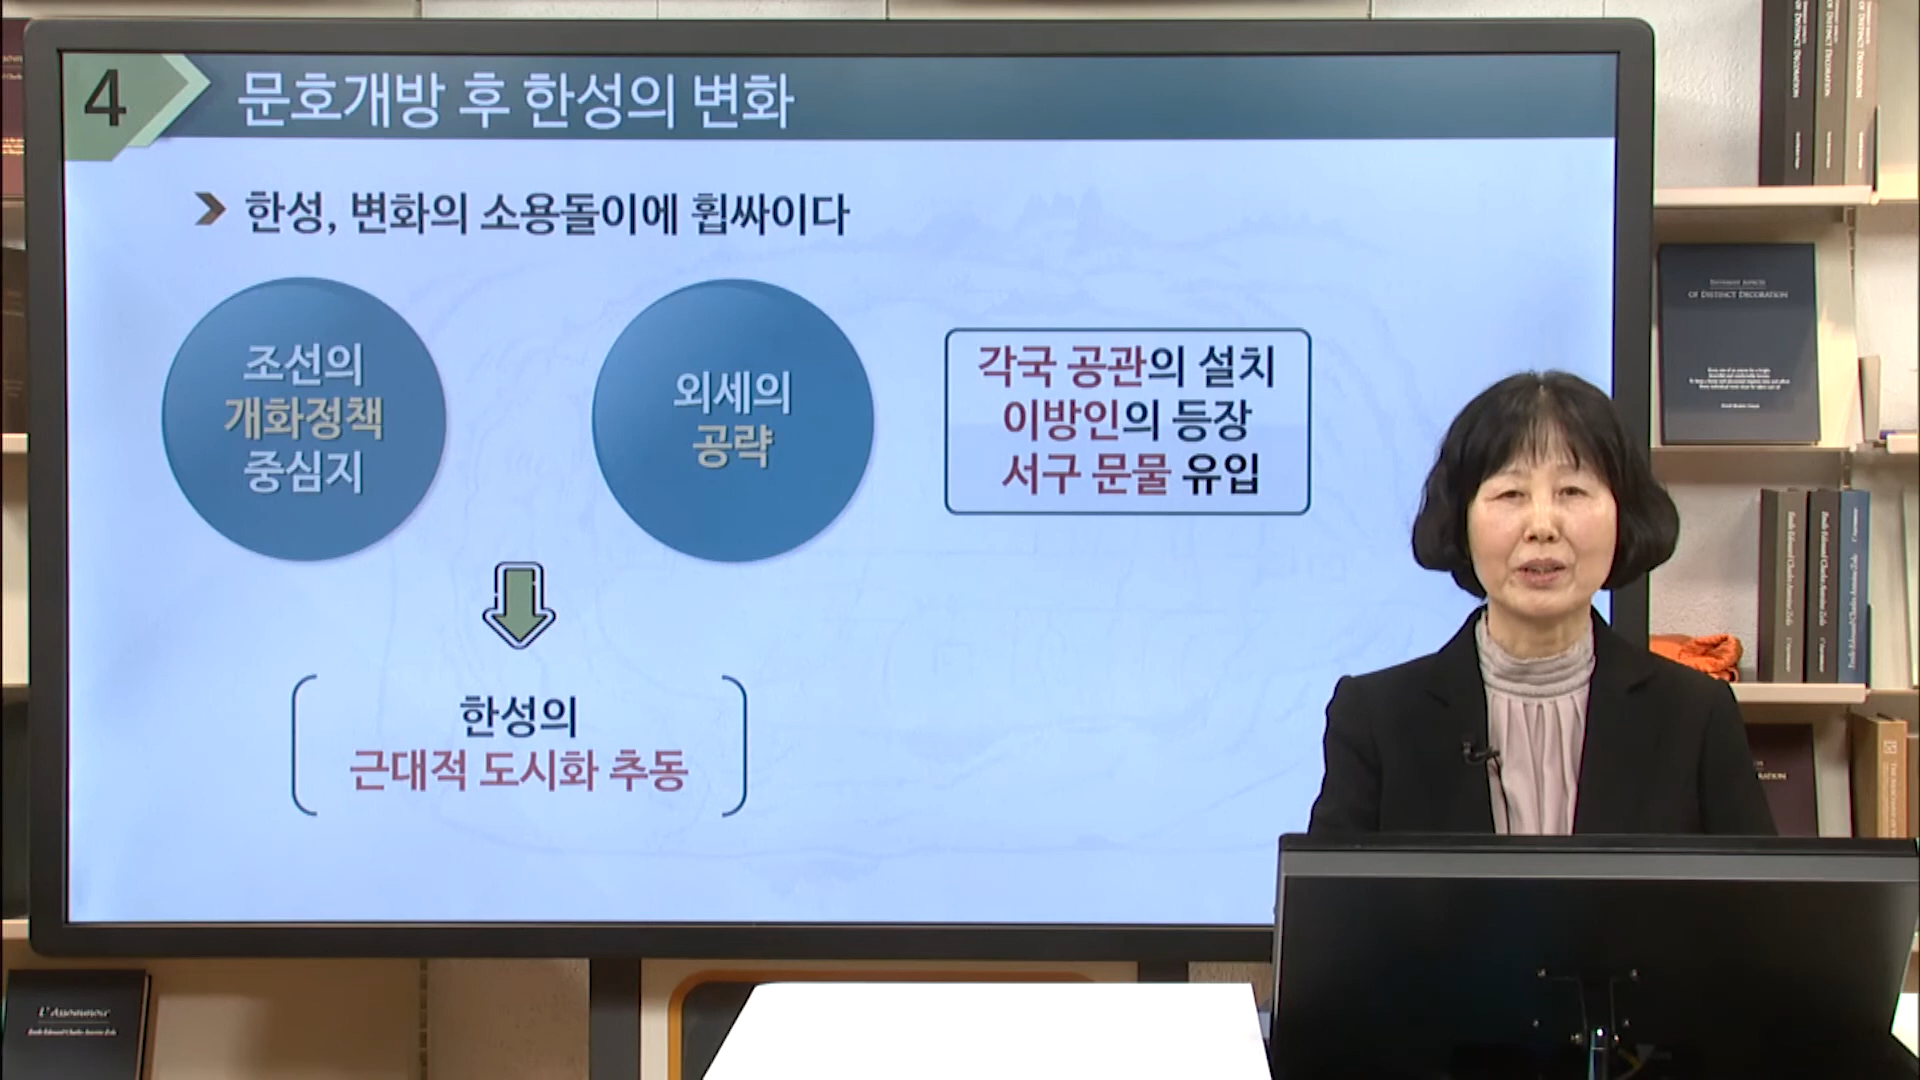 4
문호개방 후 한성의 변화
한성, 변화의 소용돌이에 휩싸이다
조선의
개화정책
중심지
외세의
공략
각국 공관의 설치
이방인의 등장
서구 문물 유입
한성의
근대적 도시화 추동
OF DISTINCT DECORATION